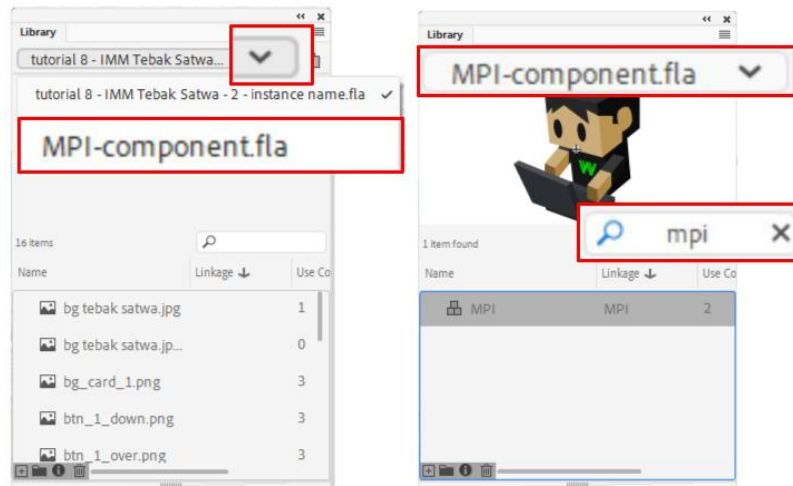 Library
tutorial 8 - IMM Tebak Satwa...
tutorial 8 - IMM Tebak Satwa - 2 - instance name.fla
MPI-component.fla
16 items
Name Linkage Use Co
bg tebak satwa.jpg 1
bg tebak satwa.jp... 0
bg_card_1.png 3
btn_1_down.png 3
btn_1_over.png 3
Library
MPI-component.fla
W
mpi
1 item found
Name Linkage Use Co
MPI MPI 2